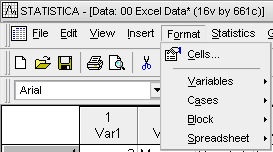 STATISTICA - [Data: 00 Excel Data* (16v by 661c)]
File Edit View Insert Format Statistics
Cells...
Variables
Arial
Cases
1
Block
Var1
Spreadsheet